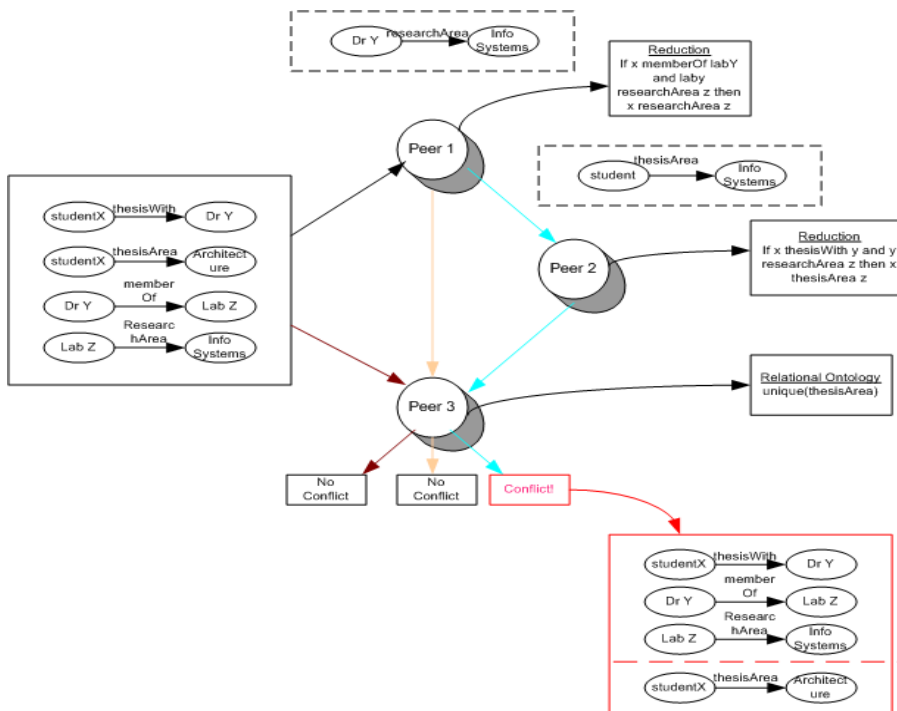 Dr Y
researchArea
Info
Systems
Reduction
If x memberOf labY
and laby
researchArea z then
x researchArea z
Peer 1
student
thesisArea
Info
Systems
studentX
thesisWith
Dr Y
studentX
thesisArea
Architect
ure
Dr Y
member
Of
Lab Z
Lab Z
Researc
hArea
Info
Systems
Peer 2
Reduction
If x thesisWith y and y
researchArea z then x
thesisArea z
Peer 3
Relational Ontology
unique(thesisArea)
No
Conflict
No
Conflict
Conflict!
studentX
thesisWith
Dr Y
Dr Y
member
Of
Lab Z
Lab Z
Researc
hArea
Info
Systems
studentX
thesisArea
Architect
ure